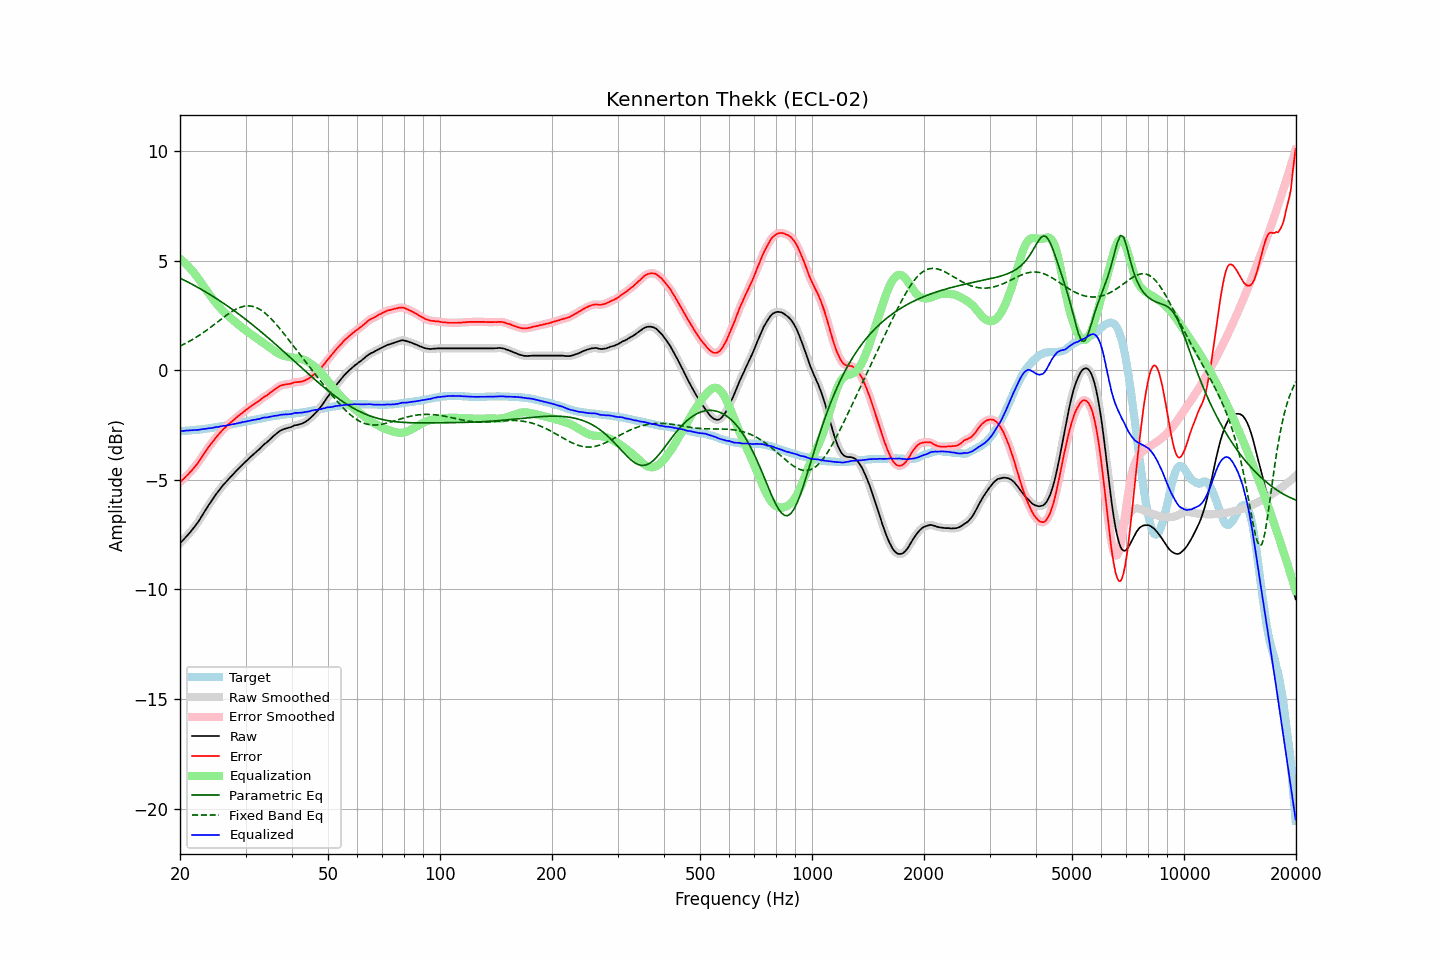 Kennerton Thekk (ECL-02)
Amplitude (dBr)
10
5
0
−5
−10
−15
−20
Target
Raw Smoothed
Error Smoothed
Raw
Error
Equalization
Parametric Eq
Fixed Band Eq
Equalized
20 50 100 200 500 1000 2000 5000 10000 20000
Frequency (Hz)